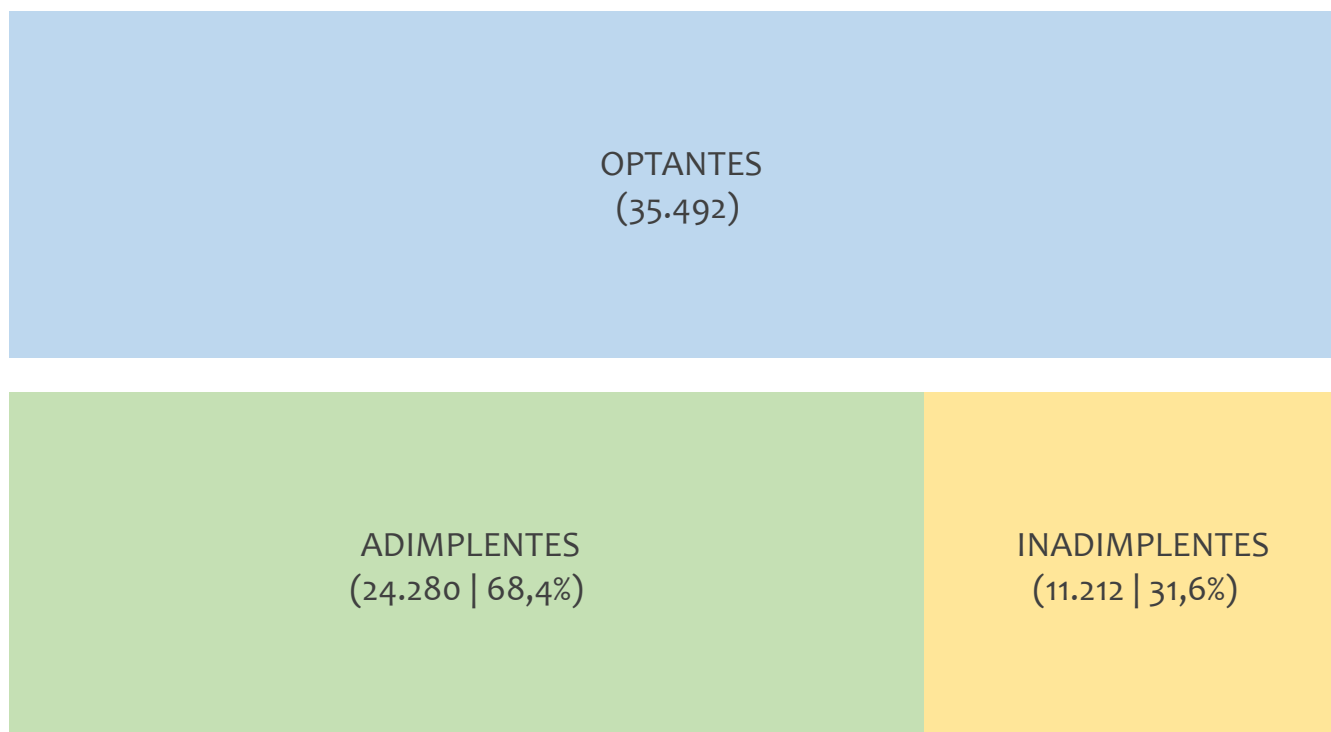 OPTANTES
(35.492)
ADIMPLENTES
(24.280 | 68,4%)
INADIMPLENTES
(11.212 | 31,6%)